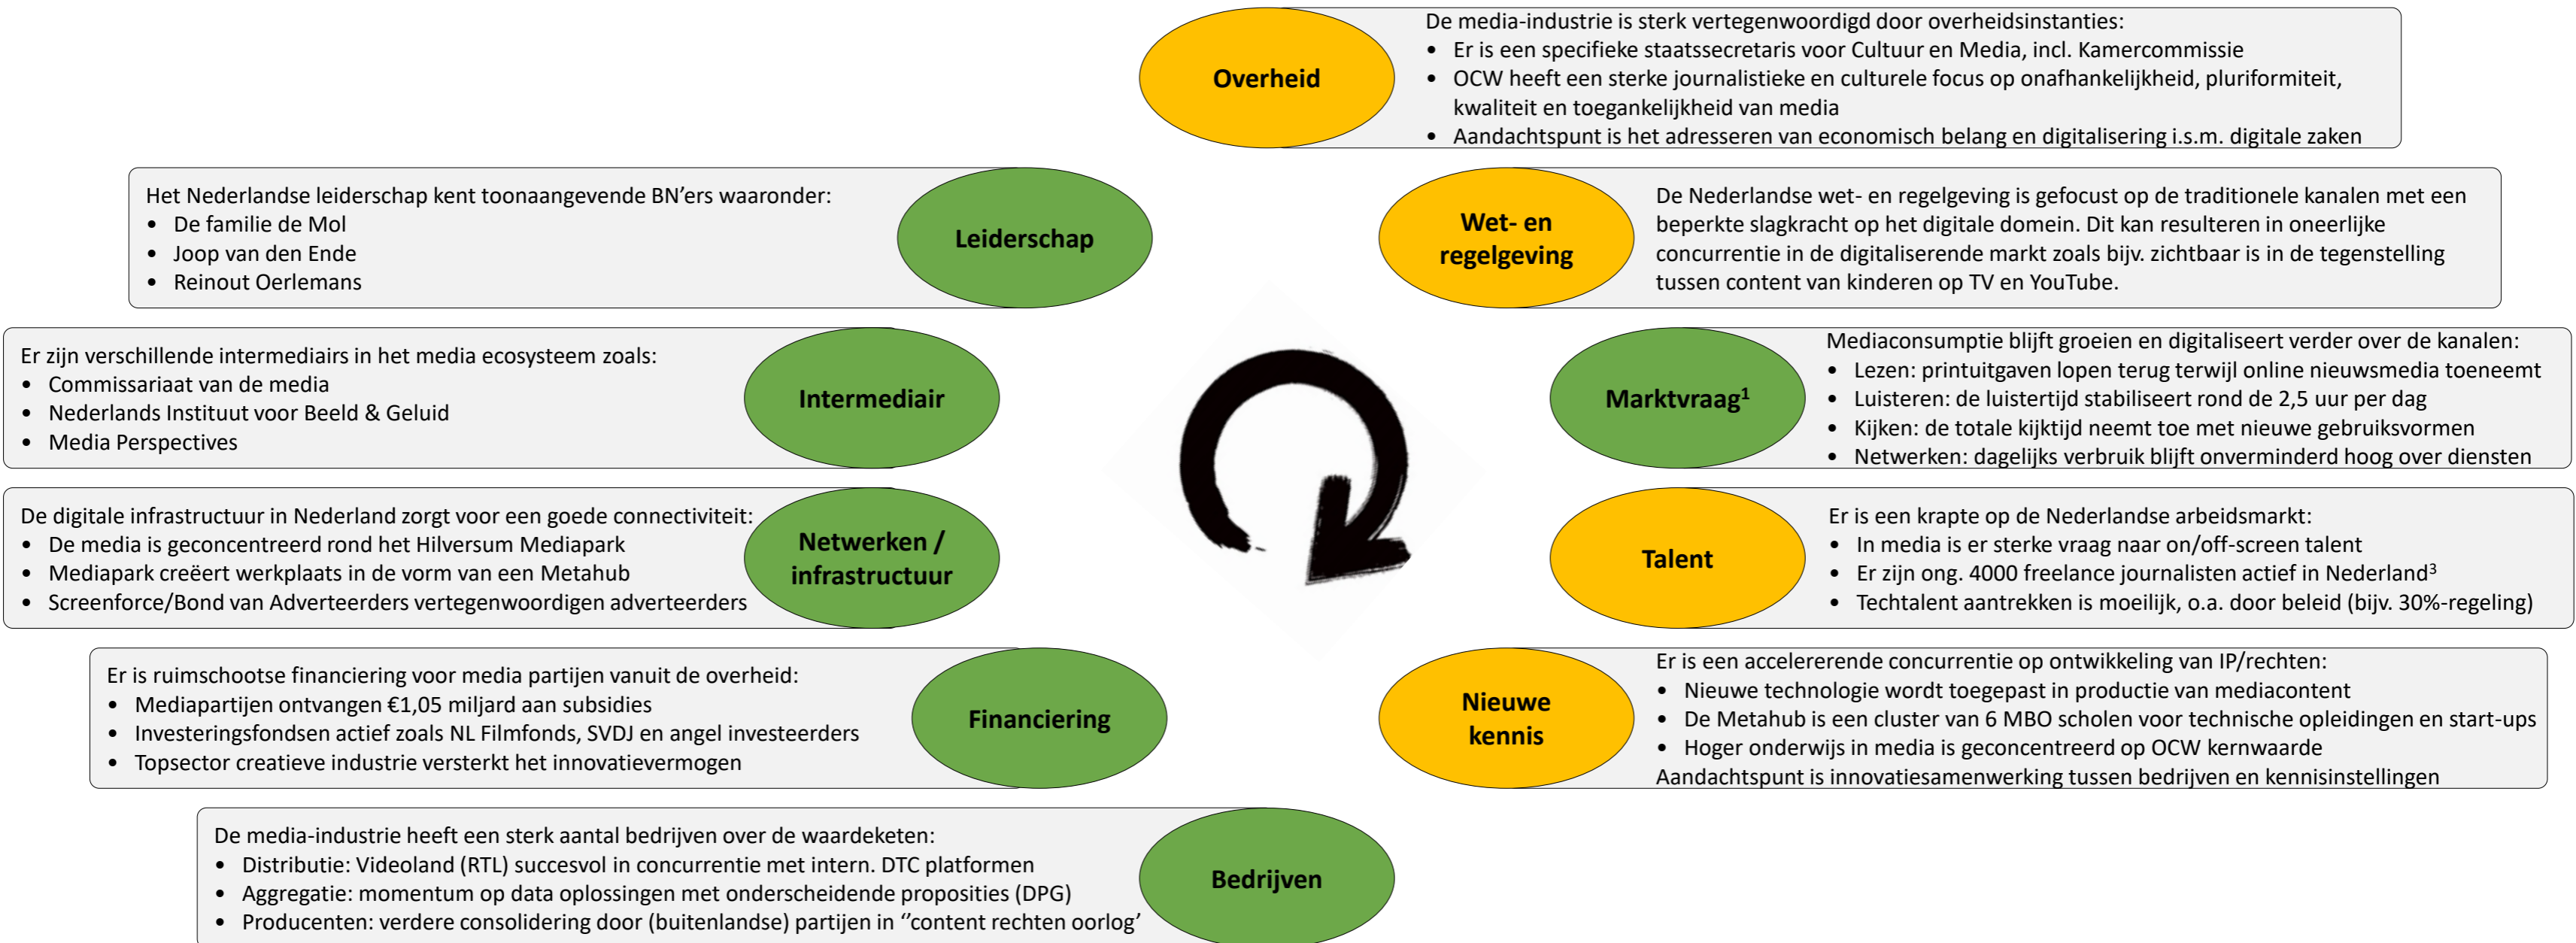 Overheid
De media-industrie is sterk vertegenwoordigd door overheidsinstanties:
• Er is een specifieke staatssecretaris voor Cultuur en Media, incl. Kamercommissie
• OCW heeft een sterke journalistieke en culturele focus op onafhankelijkheid, pluriformiteit,
kwaliteit en toegankelijkheid van media
• Aandachtspunt is het adresseren van economisch belang en digitalisering i.s.m. digitale zaken
Het Nederlandse leiderschap kent toonaangevende BN’ers waaronder:
• De familie de Mol
• Joop van den Ende
• Reinout Oerlemans
Leiderschap
Wet- en
regelgeving
De Nederlandse wet- en regelgeving is gefocust op de traditionele kanalen met een
beperkte slagkracht op het digitale domein. Dit kan resulteren in oneerlijke
concurrentie in de digitaliserende markt zoals bijv. zichtbaar is in de tegenstelling
tussen content van kinderen op TV en YouTube.
Er zijn verschillende intermediairs in het media ecosysteem zoals:
• Commissariaat van de media
• Nederlands Instituut voor Beeld & Geluid
• Media Perspectives
Intermediair
Marktvraag¹
Mediaconsumptie blijft groeien en digitaliseert verder over de kanalen:
• Lezen: printuitgaven lopen terug terwijl online nieuwsmedia toeneemt
• Luisteren: de luistertijd stabiliseert rond de 2,5 uur per dag
• Kijken: de totale kijktijd neemt toe met nieuwe gebruiksvormen
• Netwerken: dagelijks verbruik blijft onverminderd hoog over diensten
De digitale infrastructuur in Nederland zorgt voor een goede connectiviteit:
• De media is geconcentreerd rond het Hilversum Mediapark
• Mediapark creëert werkplaats in de vorm van een Metahub
• Screenforce/Bond van Adverteerders vertegenwoordigen adverteerders
Netwerken /
infrastructuur
Talent
Er is een krapte op de Nederlandse arbeidsmarkt:
• In media is er sterke vraag naar on/off-screen talent
• Er zijn ong. 4000 freelance journalisten actief in Nederland³
• Techtalent aantrekken is moeilijk, o.a. door beleid (bijv. 30%-regeling)
Er is ruimschootse financiering voor media partijen vanuit de overheid:
• Mediapartijen ontvangen €1,05 miljard aan subsidies
• Investeringsfondsen actief zoals NL Filmfonds, SVDJ en angel investeerders
• Topsector creatieve industrie versterkt het innovatievermogen
Financiering
Nieuwe
kennis
Er is een accelererende concurrentie op ontwikkeling van IP/rechten:
• Nieuwe technologie wordt toegepast in productie van mediacontent
• De Metahub is een cluster van 6 MBO scholen voor technische opleidingen en start-ups
• Hoger onderwijs in media is geconcentreerd op OCW kernwaarde
Aandachtspunt is innovatiesamenwerking tussen bedrijven en kennisinstellingen
De media-industrie heeft een sterk aantal bedrijven over de waardeketen:
• Distributie: Videoland (RTL) succesvol in concurrentie met intern. DTC platformen
• Aggregatie: momentum op data oplossingen met onderscheidende proposities (DPG)
• Producenten: verdere consolidering door (buitenlandse) partijen in ‘’content rechten oorlog’
Bedrijven